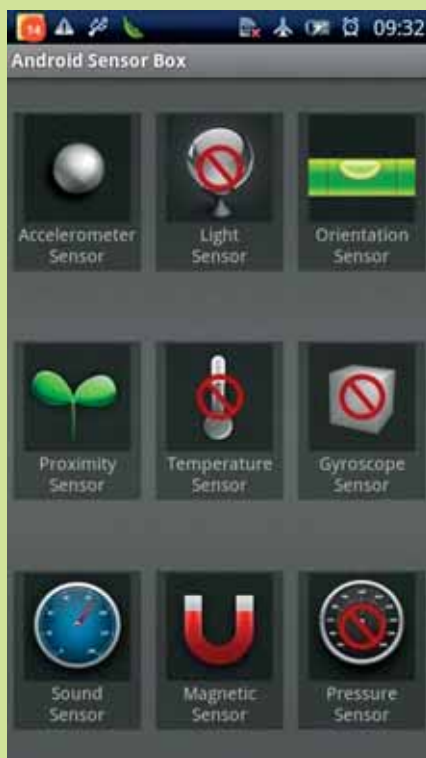 14
09:32
Android Sensor Box
Accelerometer
Sensor
Light
Sensor
Orientation
Sensor
Proximity
Sensor
Temperature
Sensor
Gyroscope
Sensor
Sound
Sensor
Magnetic
Sensor
Pressure
Sensor